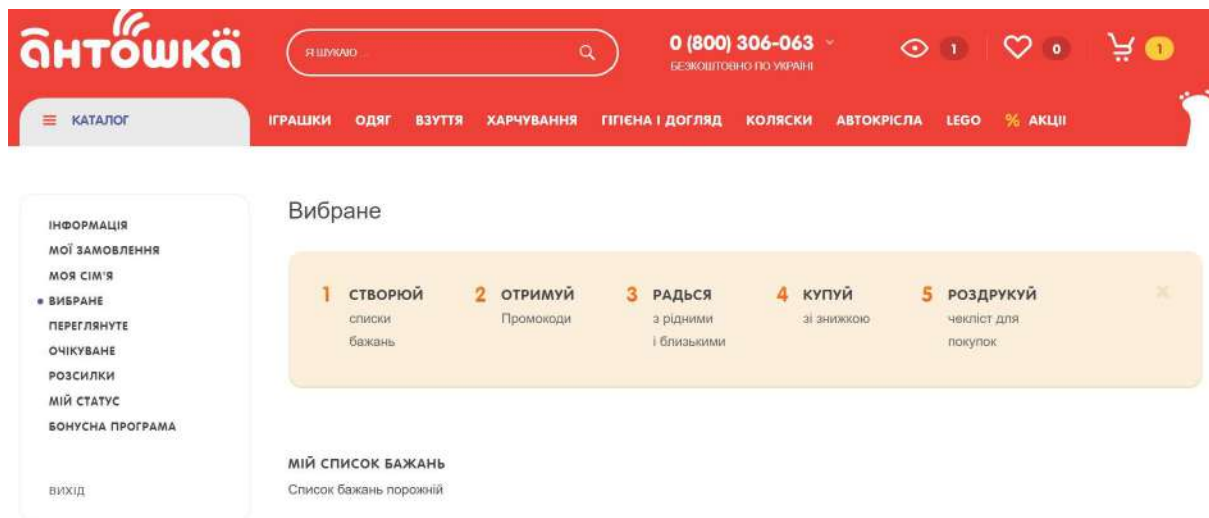 антошка
Я ШУКАЮ ...
0 (800) 306-063
БЕЗКОШТОВНО ПО УКРАЇНІ
1
0
1
КАТАЛОГ
ІГРАШКИ ОДЯГ ВЗУТТЯ ХАРЧУВАННЯ ГІГІЄНА І ДОГЛЯД КОЛЯСКИ АВТОКРІСЛА LEGO % АКЦІЇ
ІНФОРМАЦІЯ
МОЇ ЗАМОВЛЕННЯ
МОЯ СІМ'Я
ВИБРАНЕ
ПЕРЕГЛЯНУТЕ
ОЧІКУВАНЕ
РОЗСИЛКИ
МІЙ СТАТУС
БОНУСНА ПРОГРАМА
ВИХІД
Вибране
1 СТВОРЮЙ
списки
бажань
2 ОТРИМУЙ
Промокоди
3 РАДЬСЯ
з рідними
і близькими
4 КУПУЙ
зі знижкою
5 РОЗДРУКУЙ
чекліст для
покупок
МІЙ СПИСОК БАЖАНЬ
Список бажань порожній